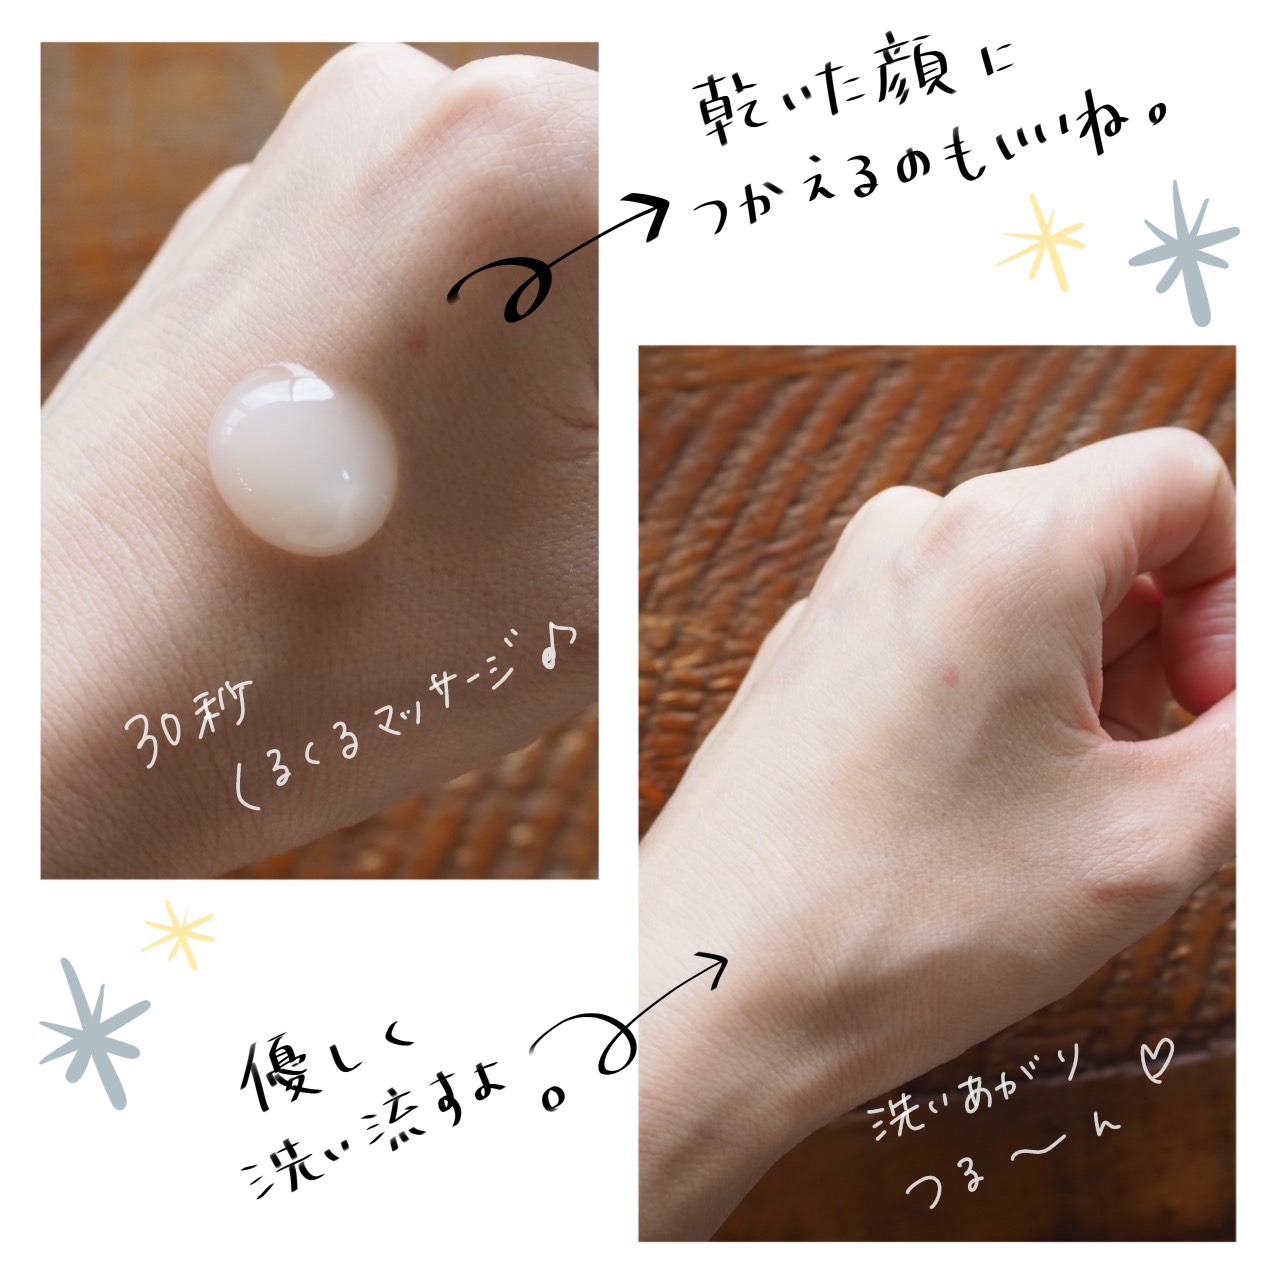 乾いた顔に
つかえるのもいいね。
30秒
くるくるマッサージ♪
優しく
洗い流すよ。
洗いあがり♡
つる〜ん